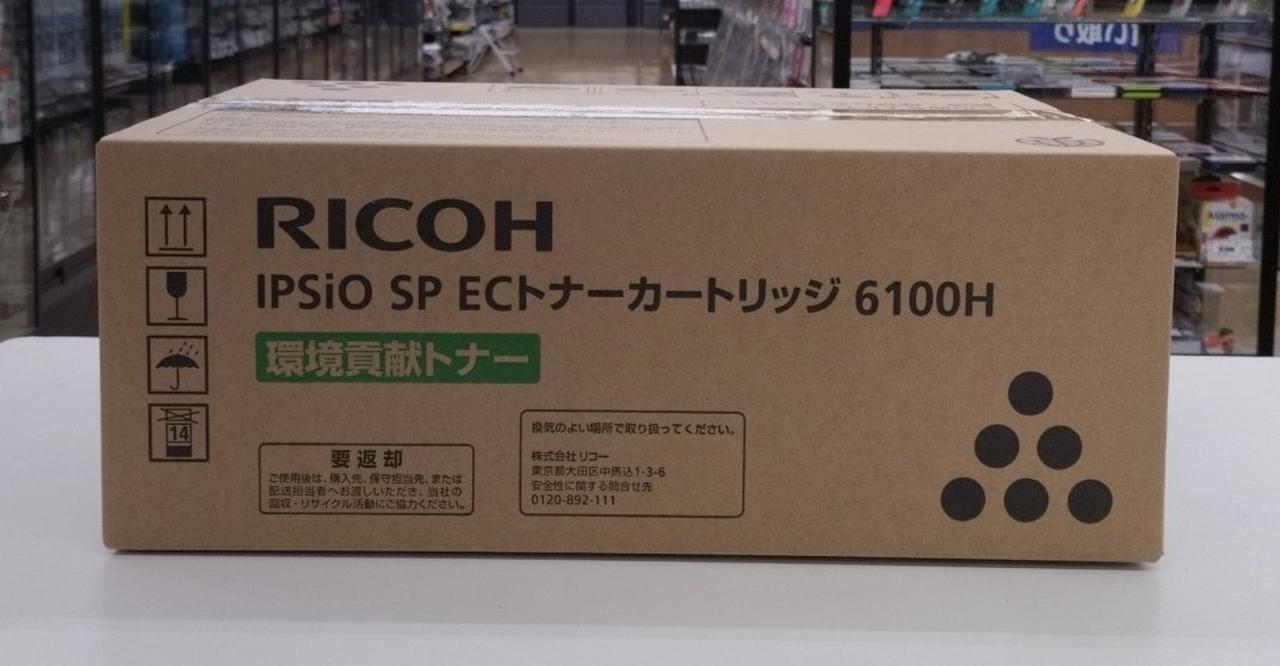 RICOH
IPSiO SP ECトナーカートリッジ 6100H
環境貢献トナー
14
要返却
ご使用後は、購入先、保守担当先、または
配送担当者へお渡しいただき、当社の
回収・リサイクル活動にご協力ください。
換気のよい場所で取り扱ってください。
株式会社リコー
東京都大田区中馬込1-3-6
安全性に関する問合せ先
0120-892-111
買い取り
Alarma